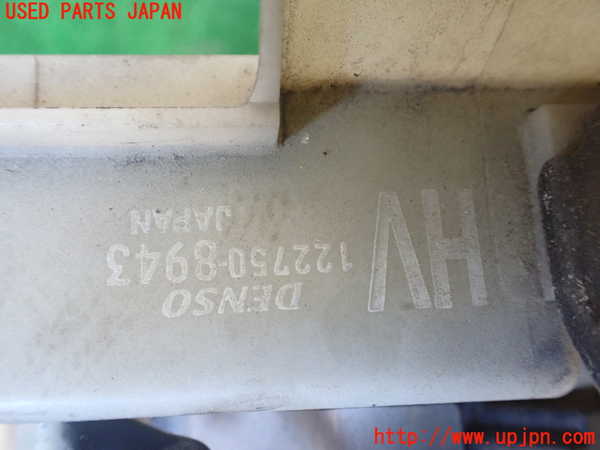 USED PARTS JAPAN
HV
DENSO
122750-8943
JAPAN
http://www.upjpn.com/